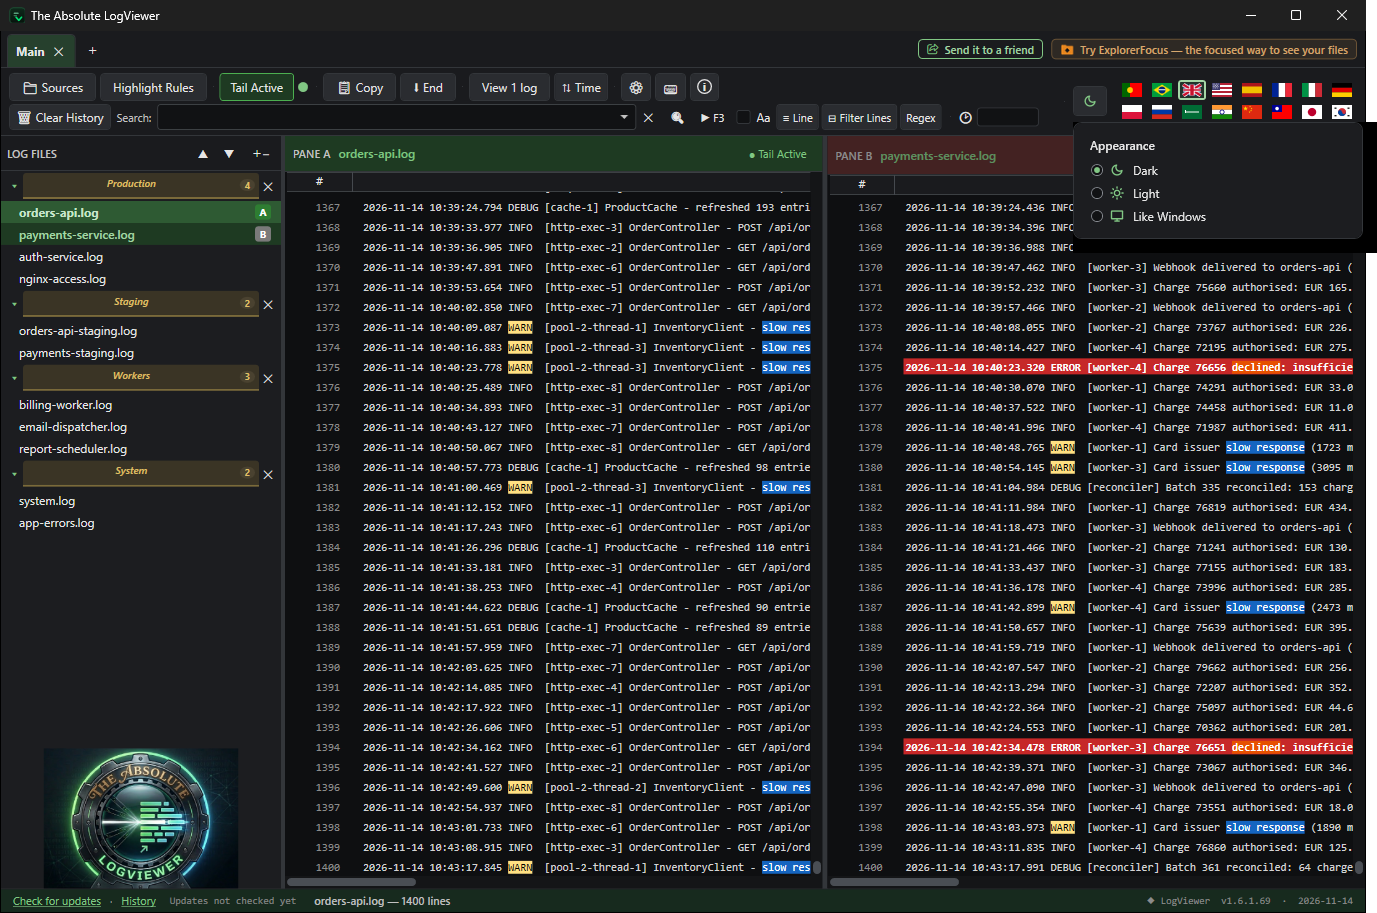 The Absolute LogViewer
Main
Send it to a friend
Try ExplorerFocus — the focused way to see your files
Sources
Highlight Rules
Tail Active
Copy
End
View 1 log
Time
Clear History
Search:
F3
Aa
Line
Filter Lines
Regex
Appearance
Dark
Light
Like Windows
LOG FILES
Production 4
orders-api.log A
payments-service.log B
auth-service.log
nginx-access.log
Staging 2
orders-api-staging.log
payments-staging.log
Workers 3
billing-worker.log
email-dispatcher.log
report-scheduler.log
System 2
system.log
app-errors.log
THE ABSOLUTE
LOGVIEWER
PANE A orders-api.log
Tail Active
#
1367 2026-11-14 10:39:24.794 DEBUG [cache-1] ProductCache - refreshed 193 entri
1368 2026-11-14 10:39:33.977 INFO [http-exec-3] OrderController - POST /api/or
1369 2026-11-14 10:39:36.905 INFO [http-exec-2] OrderController - GET /api/ord
1370 2026-11-14 10:39:47.891 INFO [http-exec-6] OrderController - GET /api/ord
1371 2026-11-14 10:39:53.654 INFO [http-exec-5] OrderController - POST /api/or
1372 2026-11-14 10:40:02.850 INFO [http-exec-7] OrderController - GET /api/ord
1373 2026-11-14 10:40:09.087 WARN [pool-2-thread-1] InventoryClient - slow res
1374 2026-11-14 10:40:16.883 WARN [pool-2-thread-3] InventoryClient - slow res
1375 2026-11-14 10:40:23.778 WARN [pool-2-thread-3] InventoryClient - slow res
1376 2026-11-14 10:40:25.489 INFO [http-exec-8] OrderController - POST /api/or
1377 2026-11-14 10:40:34.893 INFO [http-exec-3] OrderController - POST /api/or
1378 2026-11-14 10:40:43.127 INFO [http-exec-7] OrderController - POST /api/or
1379 2026-11-14 10:40:50.067 INFO [http-exec-8] OrderController - GET /api/ord
1380 2026-11-14 10:40:57.773 DEBUG [cache-1] ProductCache - refreshed 98 entrie
1381 2026-11-14 10:41:00.469 WARN [pool-2-thread-3] InventoryClient - slow res
1382 2026-11-14 10:41:12.152 INFO [http-exec-1] OrderController - POST /api/or
1383 2026-11-14 10:41:17.243 INFO [http-exec-6] OrderController - POST /api/or
1384 2026-11-14 10:41:26.296 DEBUG [cache-1] ProductCache - refreshed 110 entri
1385 2026-11-14 10:41:33.181 INFO [http-exec-3] OrderController - GET /api/ord
1386 2026-11-14 10:41:38.253 INFO [http-exec-4] OrderController - POST /api/or
1387 2026-11-14 10:41:44.622 DEBUG [cache-1] ProductCache - refreshed 90 entrie
1388 2026-11-14 10:41:51.651 DEBUG [cache-1] ProductCache - refreshed 89 entrie
1389 2026-11-14 10:41:57.959 INFO [http-exec-7] OrderController - GET /api/ord
1390 2026-11-14 10:42:03.625 INFO [http-exec-7] OrderController - POST /api/or
1391 2026-11-14 10:42:14.085 INFO [http-exec-4] OrderController - POST /api/or
1392 2026-11-14 10:42:17.922 INFO [http-exec-1] OrderController - POST /api/or
1393 2026-11-14 10:42:26.606 INFO [http-exec-5] OrderController - POST /api/or
1394 2026-11-14 10:42:34.162 INFO [http-exec-6] OrderController - GET /api/ord
1395 2026-11-14 10:42:41.527 INFO [http-exec-2] OrderController - GET /api/ord
1396 2026-11-14 10:42:49.600 WARN [pool-2-thread-2] InventoryClient - slow res
1397 2026-11-14 10:42:54.937 INFO [http-exec-8] OrderController - POST /api/or
1398 2026-11-14 10:43:01.733 INFO [http-exec-6] OrderController - GET /api/ord
1399 2026-11-14 10:43:08.915 INFO [http-exec-3] OrderController - GET /api/ord
1400 2026-11-14 10:43:17.845 WARN [pool-2-thread-1] InventoryClient - slow res
PANE B payments-service.log
#
1367 2026-11-14 10:39:24.436 INFO
1368 2026-11-14 10:39:34.396 INFO
1369 2026-11-14 10:39:36.988 INFO
1370 2026-11-14 10:39:47.462 INFO [worker-3] Webhook delivered to orders-api (
1371 2026-11-14 10:39:52.232 INFO [worker-3] Charge 75660 authorised: EUR 165.
1372 2026-11-14 10:39:57.466 INFO [worker-2] Webhook delivered to orders-api (
1373 2026-11-14 10:40:08.055 INFO [worker-2] Charge 73767 authorised: EUR 226.
1374 2026-11-14 10:40:14.427 INFO [worker-4] Charge 72195 authorised: EUR 275.
1375 2026-11-14 10:40:23.320 ERROR [worker-4] Charge 76656 declined: insufficie
1376 2026-11-14 10:40:30.070 INFO [worker-1] Charge 74291 authorised: EUR 33.0
1377 2026-11-14 10:40:37.522 INFO [worker-1] Charge 74458 authorised: EUR 11.0
1378 2026-11-14 10:40:41.996 INFO [worker-4] Charge 71987 authorised: EUR 411.
1379 2026-11-14 10:40:48.765 WARN [worker-1] Card issuer slow response (1723 m
1380 2026-11-14 10:40:54.145 WARN [worker-3] Card issuer slow response (3095 m
1381 2026-11-14 10:41:04.984 DEBUG [reconciler] Batch 335 reconciled: 153 charg
1382 2026-11-14 10:41:11.984 INFO [worker-1] Charge 76819 authorised: EUR 434.
1383 2026-11-14 10:41:18.473 INFO [worker-3] Webhook delivered to orders-api (
1384 2026-11-14 10:41:21.466 INFO [worker-2] Charge 71241 authorised: EUR 130.
1385 2026-11-14 10:41:33.437 INFO [worker-3] Charge 77155 authorised: EUR 183.
1386 2026-11-14 10:41:36.178 INFO [worker-4] Charge 73996 authorised: EUR 285.
1387 2026-11-14 10:41:42.899 WARN [worker-4] Card issuer slow response (2473 m
1388 2026-11-14 10:41:50.657 INFO [worker-1] Charge 75639 authorised: EUR 395.
1389 2026-11-14 10:41:59.719 INFO [worker-1] Webhook delivered to orders-api (
1390 2026-11-14 10:42:07.547 INFO [worker-2] Charge 79662 authorised: EUR 256.
1391 2026-11-14 10:42:13.294 INFO [worker-3] Charge 72207 authorised: EUR 352.
1392 2026-11-14 10:42:22.364 INFO [worker-2] Charge 75097 authorised: EUR 44.6
1393 2026-11-14 10:42:24.553 INFO [worker-1] Charge 70362 authorised: EUR 201.
1394 2026-11-14 10:42:34.478 ERROR [worker-3] Charge 76651 declined: insufficie
1395 2026-11-14 10:42:39.371 INFO [worker-3] Charge 73067 authorised: EUR 346.
1396 2026-11-14 10:42:47.090 INFO [worker-3] Webhook delivered to orders-api (
1397 2026-11-14 10:42:55.354 INFO [worker-4] Charge 73551 authorised: EUR 18.0
1398 2026-11-14 10:43:03.973 WARN [worker-1] Card issuer slow response (1890 m
1399 2026-11-14 10:43:11.835 INFO [worker-4] Charge 76860 authorised: EUR 125.
1400 2026-11-14 10:43:17.991 DEBUG [reconciler] Batch 361 reconciled: 64 charge
Check for updates · History Updates not checked yet orders-api.log — 1400 lines
LogViewer v1.6.1.69 · 2026-11-14